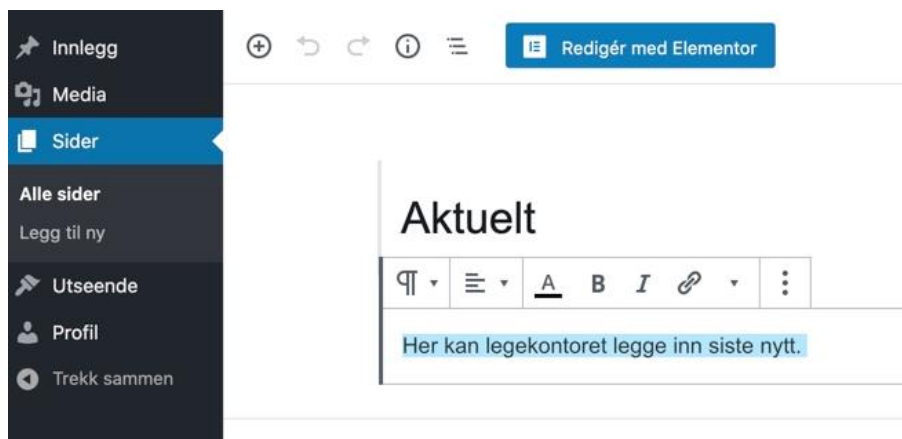 Innlegg
Media
Sider
Alle sider
Legg til ny
Utseende
Profil
Trekk sammen
Redigér med Elementor
Aktuelt
A B I
Her kan legekontoret legge inn siste nytt.